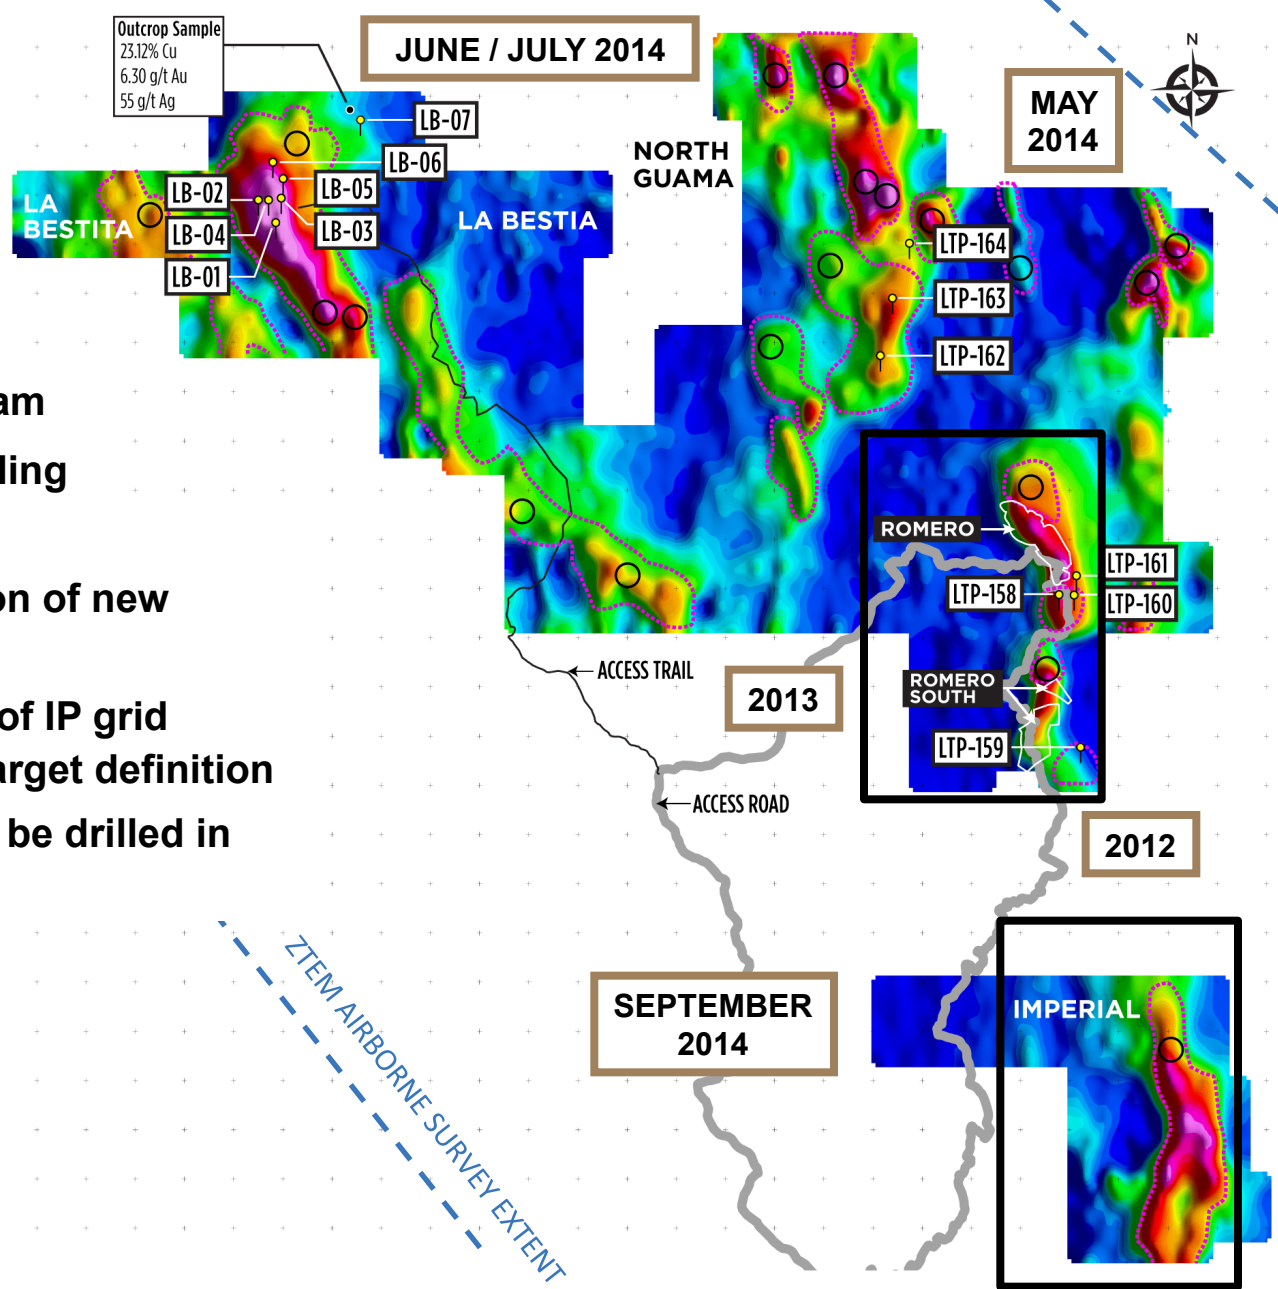 Outcrop Sample
23.12% Cu
6.30 g/t Au
55 g/t Ag
JUNE / JULY 2014
N
MAY
2014
LB-07
NORTH
GUAMA
LB-06
LB-02
LB-05
LA
BESTITA
LA BESTIA
LB-04
LB-03
LTP-164
LB-01
LTP-163
LTP-162
am
ling
ROMERO
LTP-161
LTP-158
LTP-160
on of new
ACCESS TRAIL
2013
ROMERO
SOUTH
of IP grid
LTP-159
arget definition
ACCESS ROAD
be drilled in
2012
ZTEM AIRBORNE SURVEY EXTENT
SEPTEMBER
2014
IMPERIAL